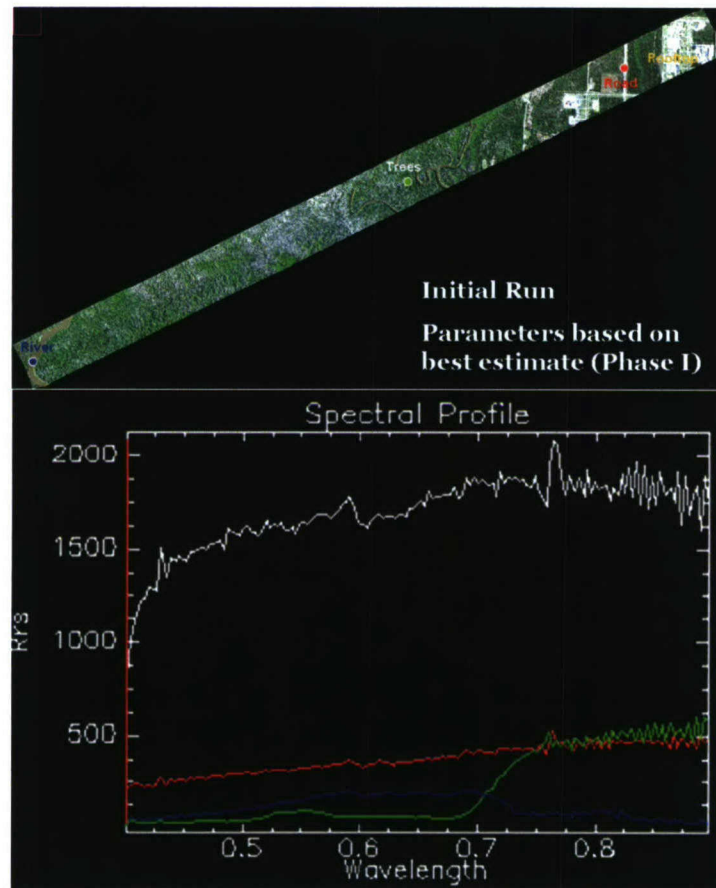 Rooftop
Road
Trees
River
Initial Run
Parameters based on
best estimate (Phase I)
Spectral Profile
2000
1500
1000
500
Rrs
0.5 0.6 0.7 0.8
Wavelength